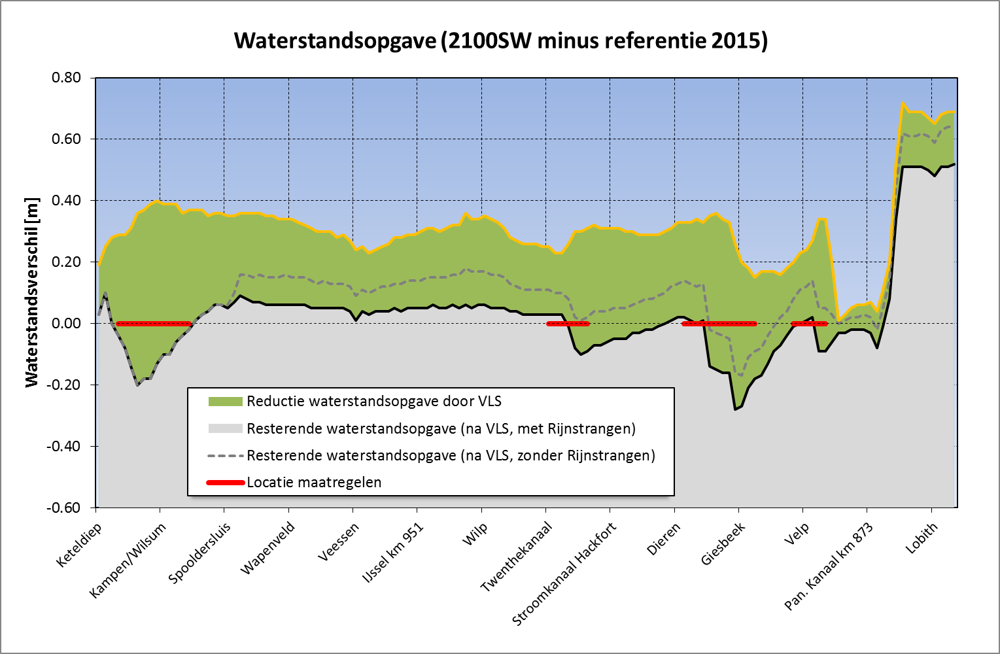 Waterstandsopgave (2100SW minus referentie 2015)
Waterstandsverschil [m]
0.80
0.60
0.40
0.20
0.00
-0.20
-0.40
-0.60
Reductie waterstandsopgave door VLS
Resterende waterstandsopgave (na VLS, met Rijnstrangen)
Resterende waterstandsopgave (na VLS, zonder Rijnstrangen)
Locatie maatregelen
Keteldiep
Kampen/Wilsum
Spooldersluis
Wapenveld
Veessen
IJssel km 951
Wilp
Twenthekanaal
Stroomkanaal Hackfort
Dieren
Giesbeek
Velp
Pan. Kanaal km 873
Lobith